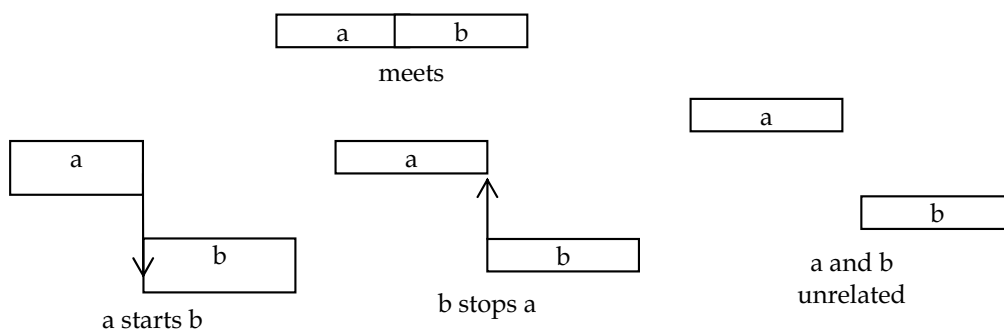 a b
meets
a
b
a starts b
a
b
b stops a
a
b
a and b
unrelated